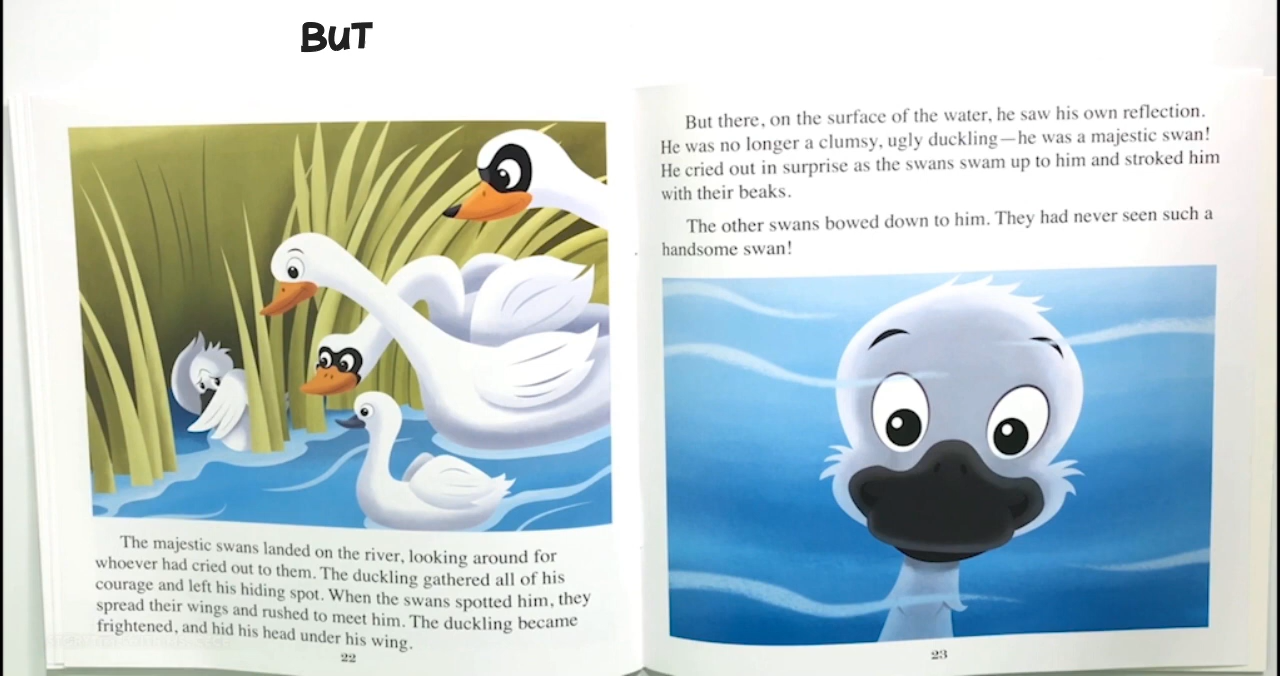 BUT
The majestic swans landed on the river, looking around for
whoever had cried out to them. The duckling gathered all of his
courage and left his hiding spot. When the swans spotted him, they
spread their wings and rushed to meet him. The duckling became
frightened, and hid his head under his wing.
22
But there, on the surface of the water, he saw his own reflection.
He was no longer a clumsy, ugly duckling—he was a majestic swan!
He cried out in surprise as the swans swam up to him and stroked him
with their beaks.
The other swans bowed down to him. They had never seen such a
handsome swan!
23